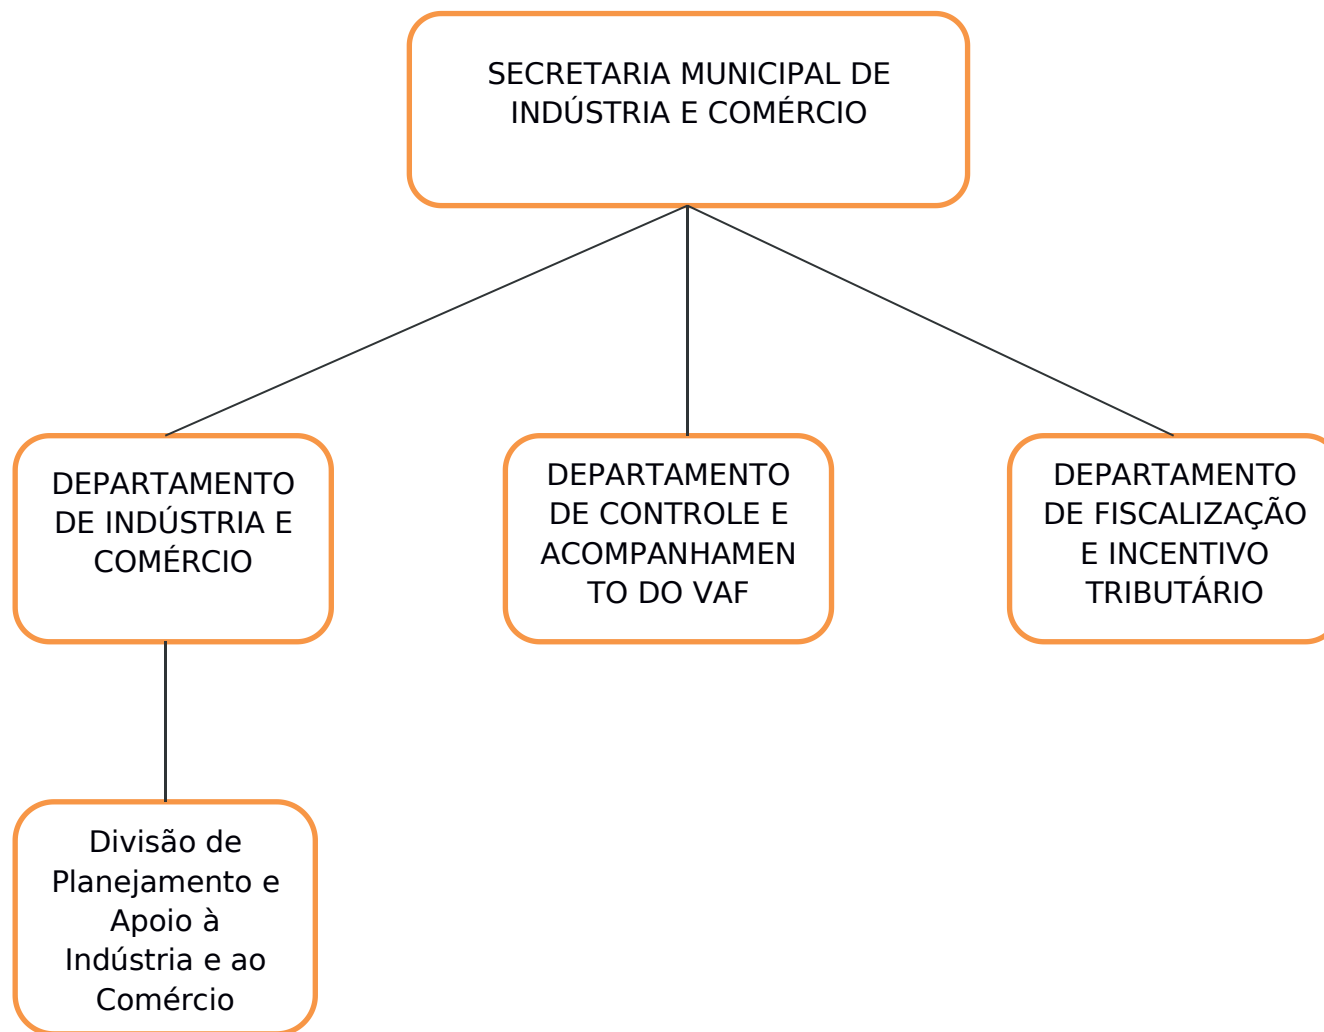 SECRETARIA MUNICIPAL DE
INDÚSTRIA E COMÉRCIO
DEPARTAMENTO
DE INDÚSTRIA E
COMÉRCIO
DEPARTAMENTO
DE CONTROLE E
ACOMPANHAMEN
TO DO VAF
DEPARTAMENTO
DE FISCALIZAÇÃO
E INCENTIVO
TRIBUTÁRIO
Divisão de
Planejamento e
Apoio à
Indústria e ao
Comércio